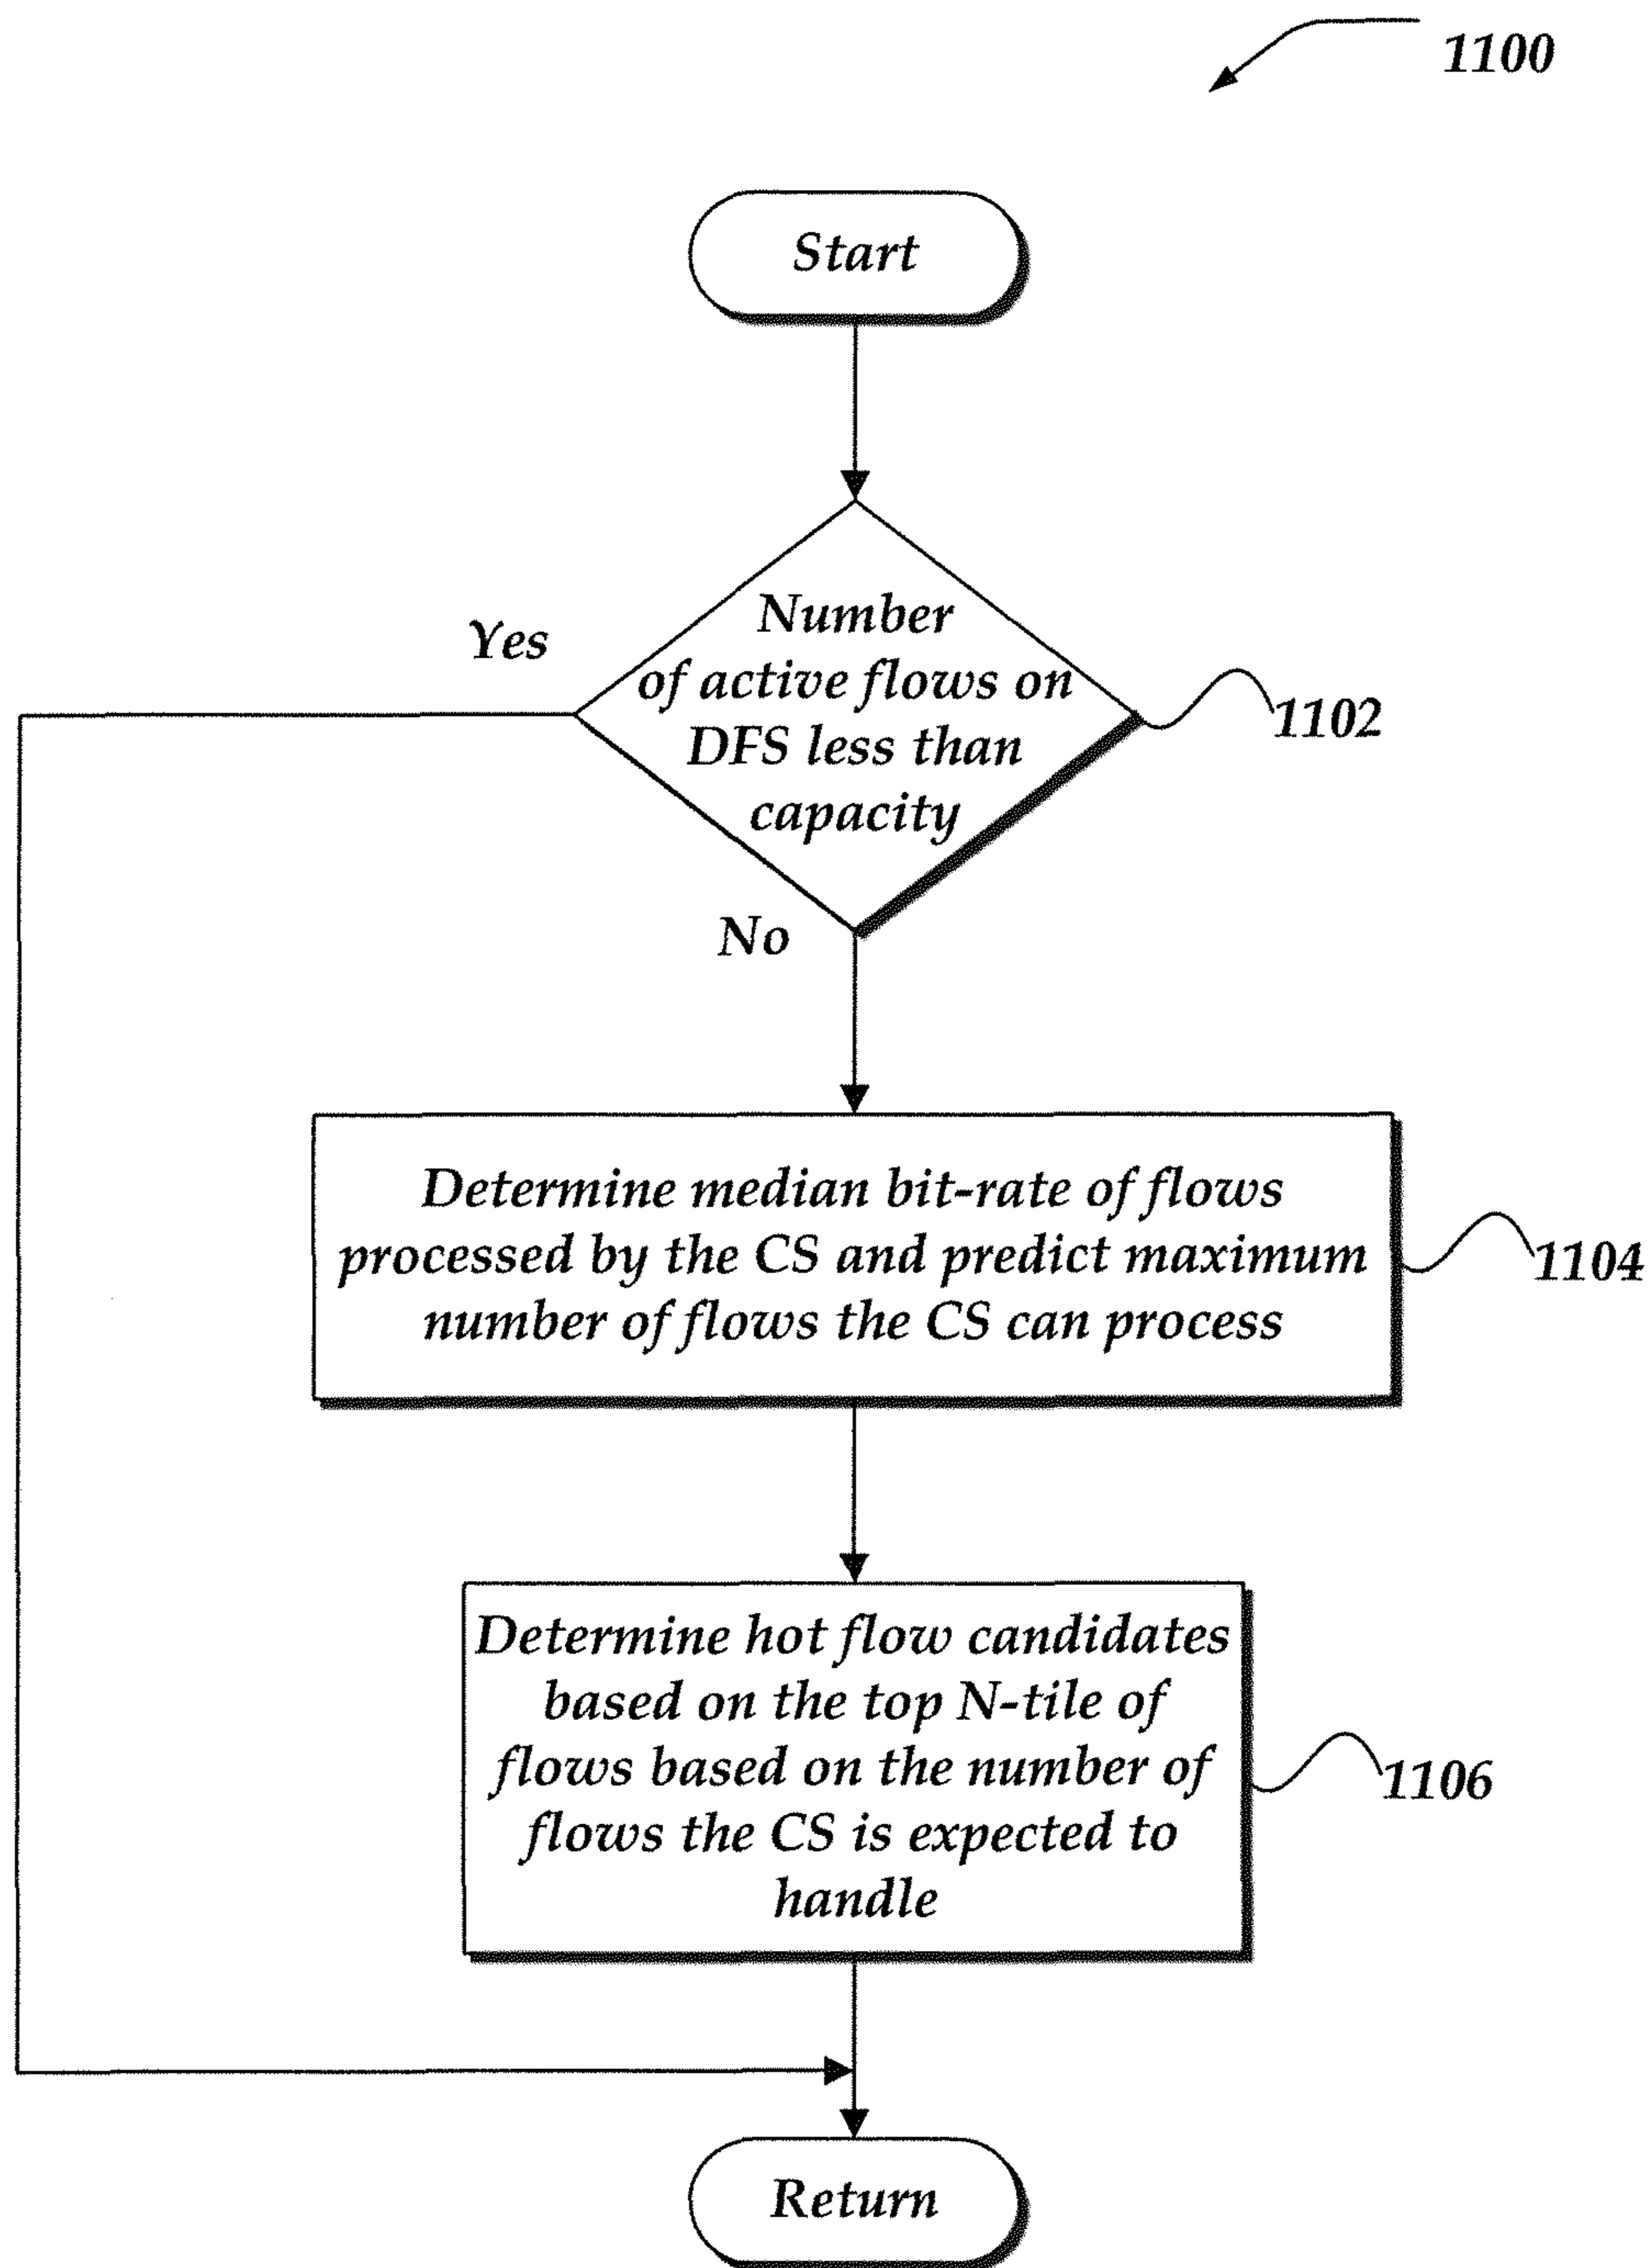 1100
Start
Number
of active flows on
DFS less than
capacity
Yes
1102
No
Determine median bit-rate of flows
processed by the CS and predict maximum
number of flows the CS can process
1104
Determine hot flow candidates
based on the top N-tile of
flows based on the number of
flows the CS is expected to
handle
1106
Return